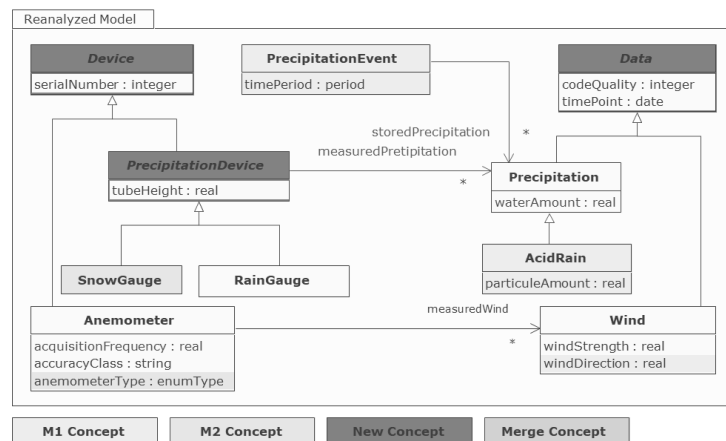 Reanalyzed Model
Device
serialNumber : integer
PrecipitationEvent
timePeriod : period
Data
codeQuality : integer
timePoint : date
storedPrecipitation
*
measuredPretipitation
*
PrecipitationDevice
tubeHeight : real
Precipitation
waterAmount : real
SnowGauge
RainGauge
AcidRain
particuleAmount : real
Anemometer
acquisitionFrequency : real
accuracyClass : string
anemometerType : enumType
measuredWind
*
Wind
windStrength : real
windDirection : real
M1 Concept
M2 Concept
New Concept
Merge Concept